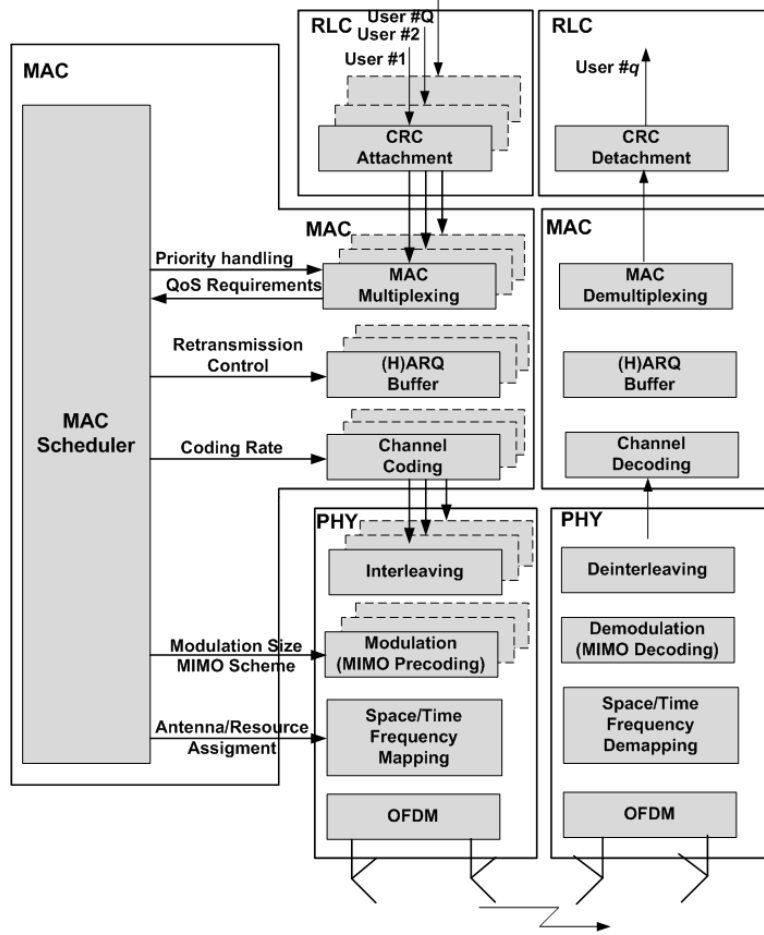 RLC
User #Q
User #2
User #1
CRC
Attachment
RLC
User #q
CRC
Detachment
MAC
MAC
Scheduler
MAC
Priority handling
QoS Requirements
MAC
Multiplexing
Retransmission
Control
(H)ARQ
Buffer
Coding Rate
Channel
Coding
MAC
MAC
Demultiplexing
(H)ARQ
Buffer
Channel
Decoding
PHY
Interleaving
Modulation Size
MIMO Scheme
Modulation
(MIMO Precoding)
Antenna/Resource
Assigment
Space/Time
Frequency
Mapping
OFDM
PHY
Deinterleaving
Demodulation
(MIMO Decoding)
Space/Time
Frequency
Demapping
OFDM